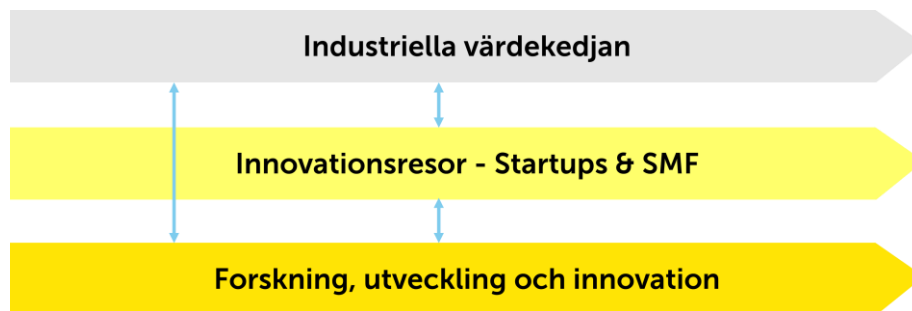 Industriella värdekedjan
Innovationsresor - Startups & SMF
Forskning, utveckling och innovation